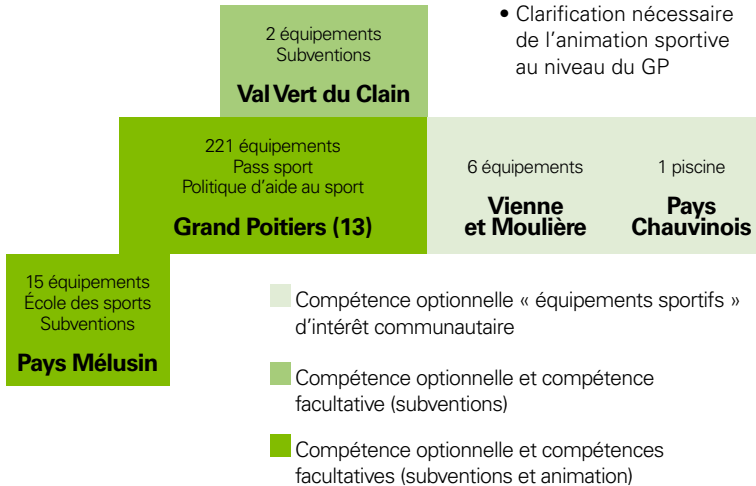 • Clarification nécessaire
de l'animation sportive
au niveau du GP
2 équipements
Subventions
Val Vert du Clain
221 équipements
Pass sport
Politique d'aide au sport
Grand Poitiers (13)
6 équipements
Vienne
et Moulière
1 piscine
Pays
Chauvinois
15 équipements
École des sports
Subventions
Pays Mélusin
Compétence optionnelle « équipements sportifs »
d'intérêt communautaire
Compétence optionnelle et compétence
facultative (subventions)
Compétence optionnelle et compétences
facultatives (subventions et animation)